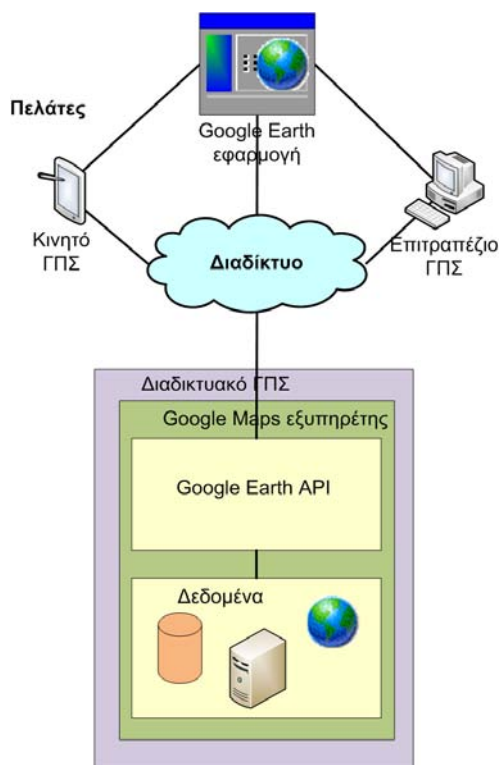 Πελάτες
Google Earth
εφαρμογή
Κινητό
ΓΠΣ
Διαδίκτυο
Επιτραπέζιο
ΓΠΣ
Διαδικτυακό ΓΠΣ
Google Maps εξυπηρέτης
Google Earth API
Δεδομένα